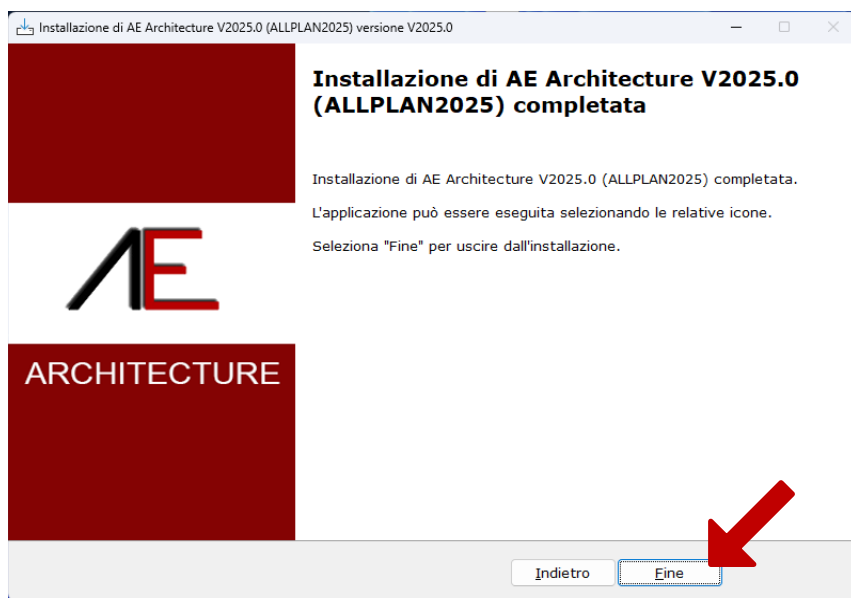 Installazione di AE Architecture V2025.0 (ALLPLAN2025) versione V2025.0
Installazione di AE Architecture V2025.0
(ALLPLAN2025) completata
Installazione di AE Architecture V2025.0 (ALLPLAN2025) completata.
L'applicazione può essere eseguita selezionando le relative icone.
Seleziona "Fine" per uscire dall'installazione.
AE
ARCHITECTURE
Indietro
Fine